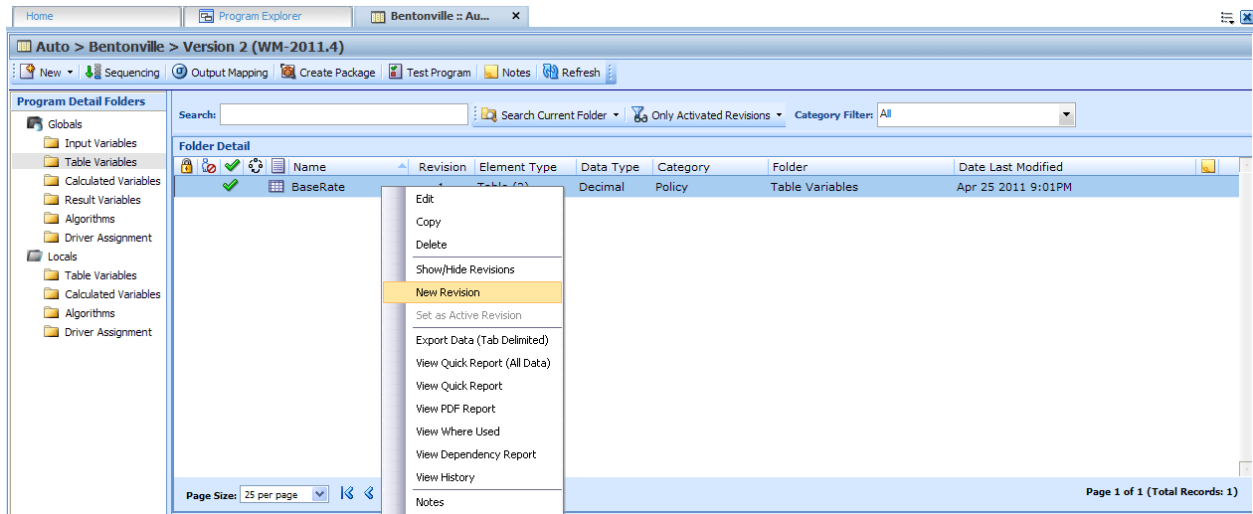 Home Program Explorer Bentonville :: Au... x
Auto > Bentonville > Version 2 (WM-2011.4)
New Sequencing Output Mapping Create Package Test Program Notes Refresh
Program Detail Folders
Globals
Input Variables
Table Variables
Calculated Variables
Result Variables
Algorithms
Driver Assignment
Locals
Table Variables
Calculated Variables
Algorithms
Driver Assignment
Search: Search Current Folder Only Activated Revisions Category Filter: All
Folder Detail
Name Revision Element Type Data Type Category Folder Date Last Modified
BaseRate 1 Table (2) Decimal Policy Table Variables Apr 25 2011 9:01PM
Edit
Copy
Delete
Show/Hide Revisions
New Revision
Set as Active Revision
Export Data (Tab Delimited)
View Quick Report (All Data)
View Quick Report
View PDF Report
View Where Used
View Dependency Report
View History
Notes
Page Size: 25 per page Page 1 of 1 (Total Records: 1)